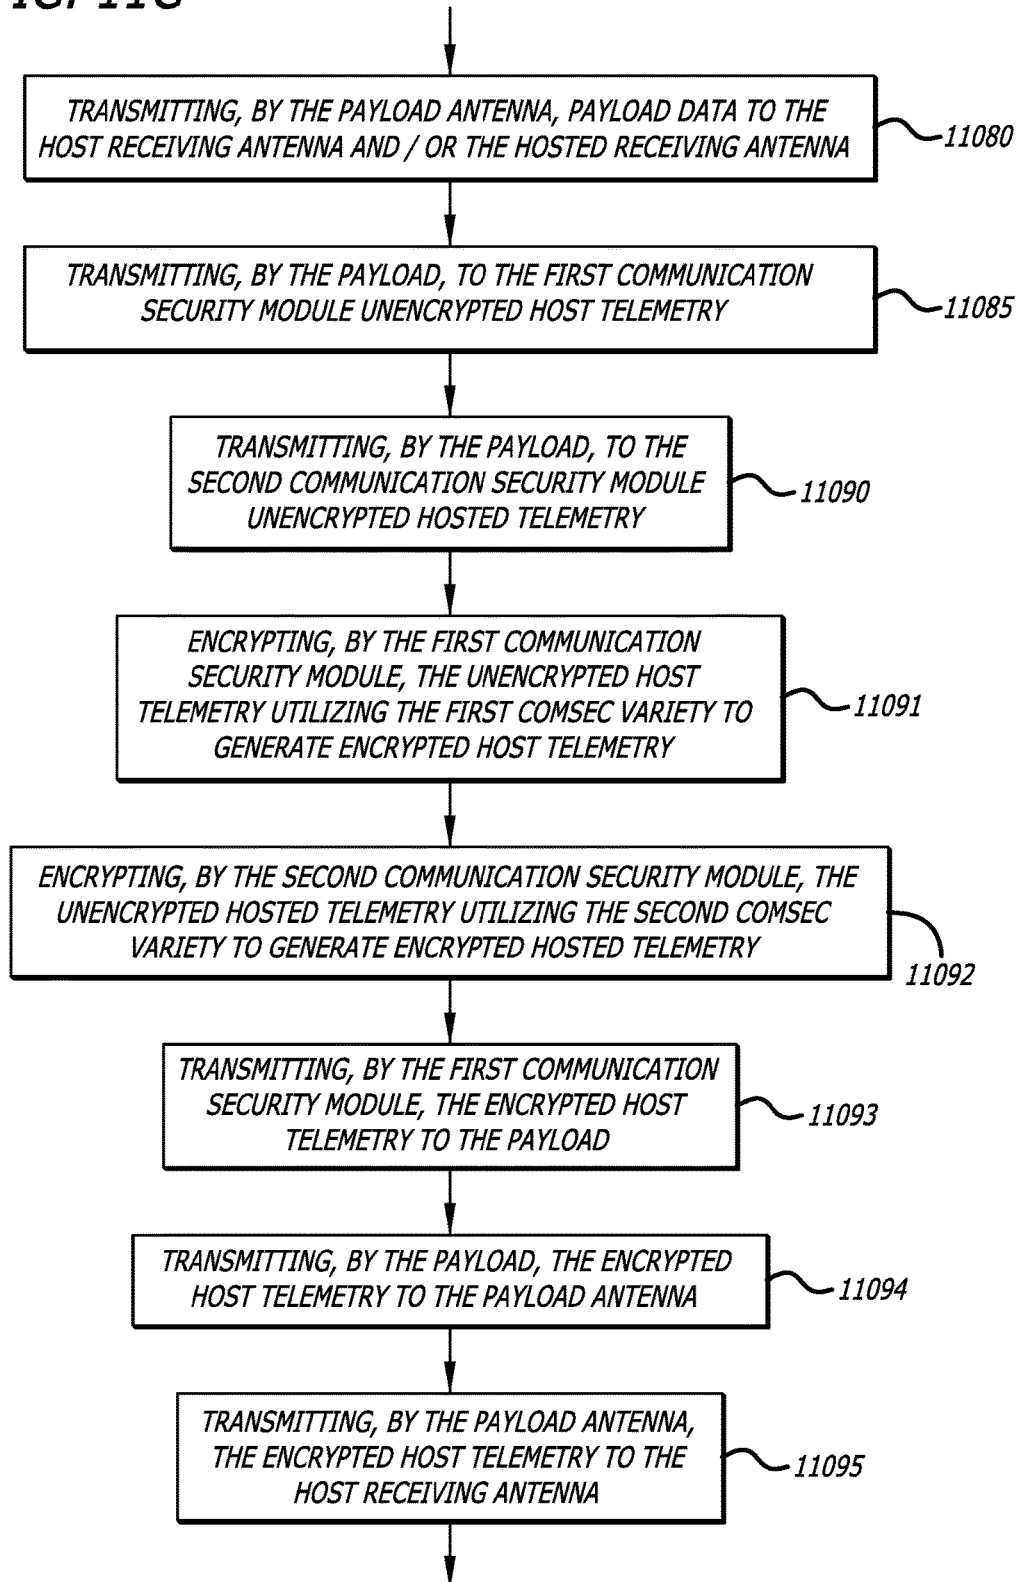 TRANSMITTING, BY THE PAYLOAD ANTENNA, PAYLOAD DATA TO THE
HOST RECEIVING ANTENNA AND / OR THE HOSTED RECEIVING ANTENNA
11080
TRANSMITTING, BY THE PAYLOAD, TO THE FIRST COMMUNICATION
SECURITY MODULE UNENCRYPTED HOST TELEMETRY
11085
TRANSMITTING, BY THE PAYLOAD, TO THE
SECOND COMMUNICATION SECURITY MODULE
UNENCRYPTED HOSTED TELEMETRY
11090
ENCRYPTING, BY THE FIRST COMMUNICATION
SECURITY MODULE, THE UNENCRYPTED HOST
TELEMETRY UTILIZING THE FIRST COMSEC VARIETY TO
GENERATE ENCRYPTED HOST TELEMETRY
11091
ENCRYPTING, BY THE SECOND COMMUNICATION SECURITY MODULE, THE
UNENCRYPTED HOSTED TELEMETRY UTILIZING THE SECOND COMSEC
VARIETY TO GENERATE ENCRYPTED HOSTED TELEMETRY
11092
TRANSMITTING, BY THE FIRST COMMUNICATION
SECURITY MODULE, THE ENCRYPTED HOST
TELEMETRY TO THE PAYLOAD
11093
TRANSMITTING, BY THE PAYLOAD, THE ENCRYPTED
HOST TELEMETRY TO THE PAYLOAD ANTENNA
11094
TRANSMITTING, BY THE PAYLOAD ANTENNA,
THE ENCRYPTED HOST TELEMETRY TO THE
HOST RECEIVING ANTENNA
11095